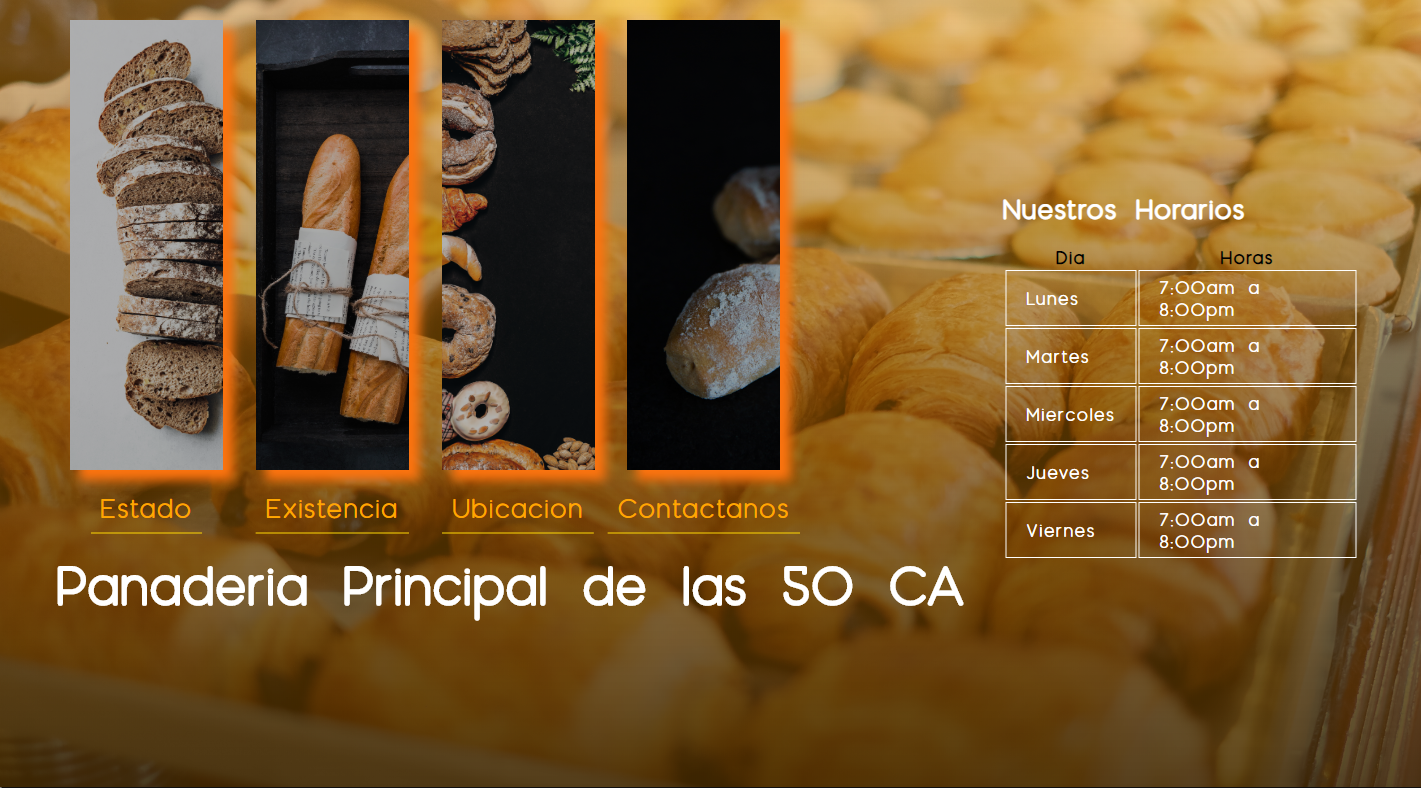 Estado
Existencia
Ubicacion
Contactanos
Panaderia Principal de las 50 CA
Nuestros Horarios
Dia Horas
Lunes 7:00am a
8:00pm
Martes 7:00am a
8:00pm
Miercoles 7:00am a
8:00pm
Jueves 7:00am a
8:00pm
Viernes 7:00am a
8:00pm